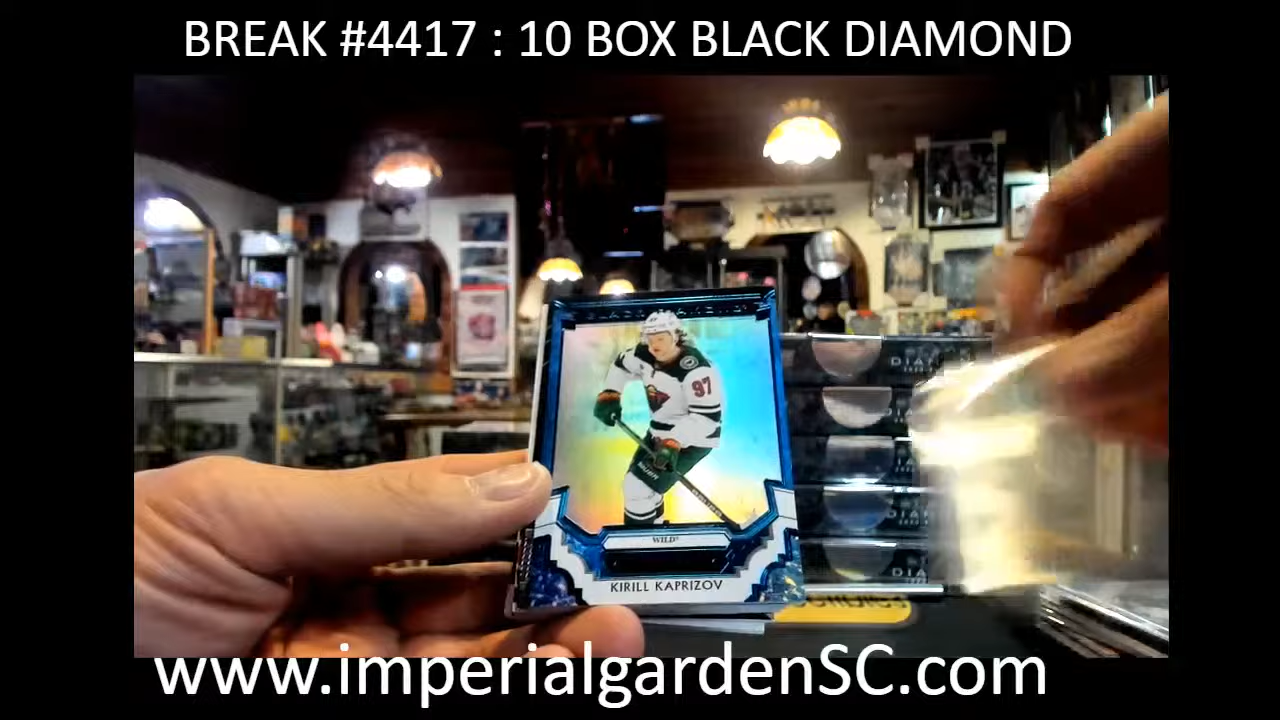 BREAK #4417 : 10 BOX BLACK DIAMOND
97
WILD
KIRILL KAPRIZOV
www.imperialgardenSC.com